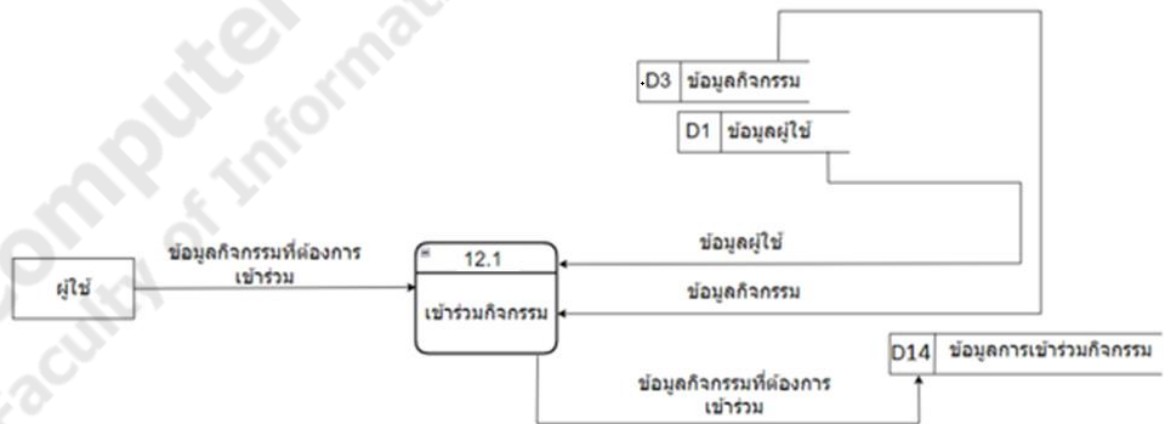 D3 ข้อมูลกิจกรรม
D1 ข้อมูลผู้ใช้
ข้อมูลกิจกรรมที่ต้องการ
เข้าร่วม
ผู้ใช้
12.1
เข้าร่วมกิจกรรม
ข้อมูลผู้ใช้
ข้อมูลกิจกรรม
D14 ข้อมูลการเข้าร่วมกิจกรรม
ข้อมูลกิจกรรมที่ต้องการ
เข้าร่วม
Faculty of Informat